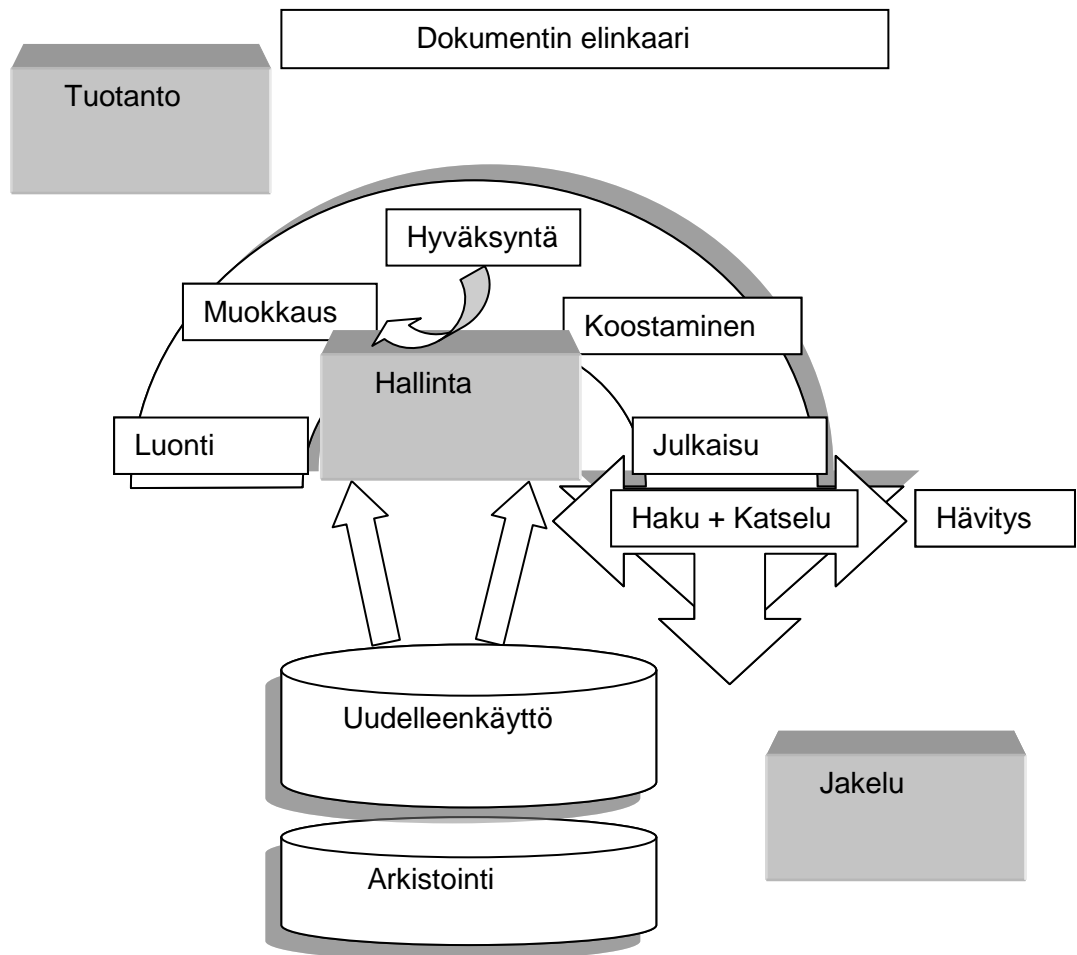 Dokumentin elinkaari
Tuotanto
Hyväksyntä
Muokkaus
Koostaminen
Hallinta
Luonti
Julkaisu
Haku + Katselu
Hävitys
Uudelleenkäyttö
Jakelu
Arkistointi